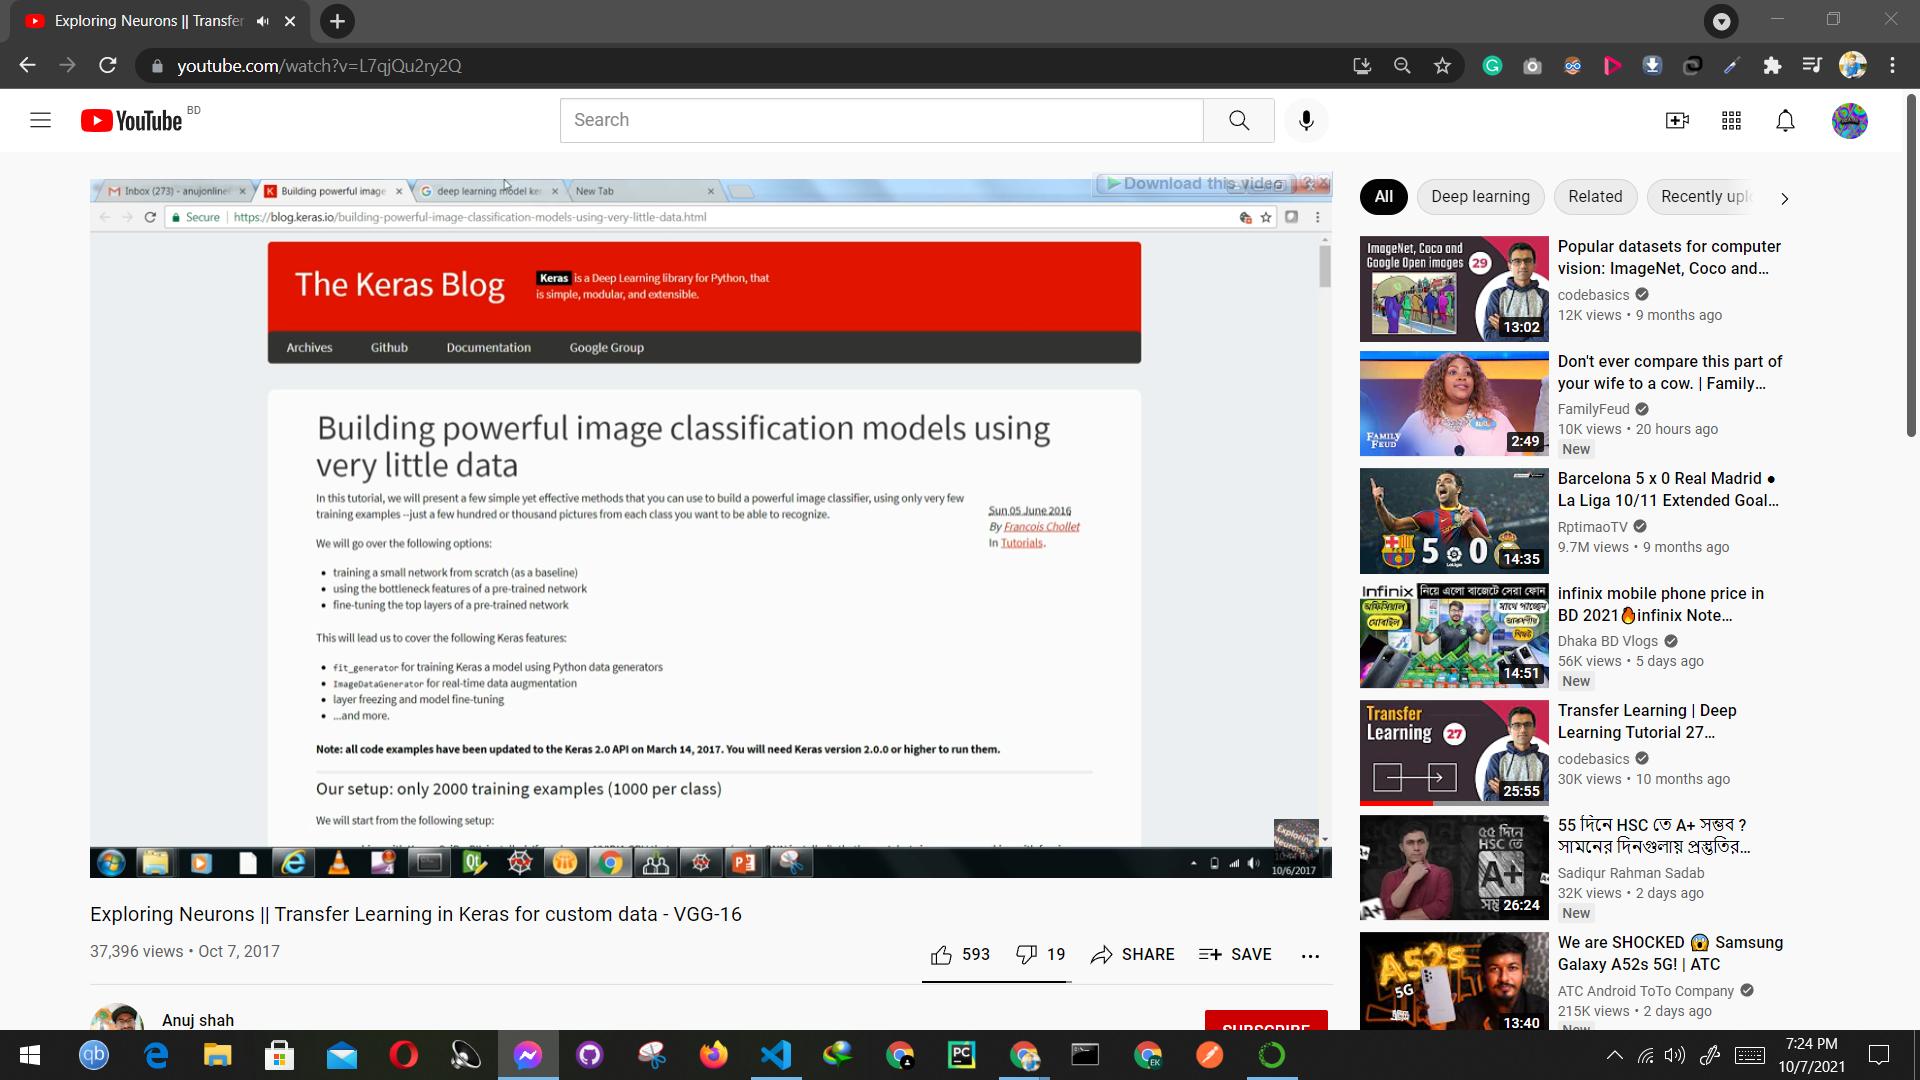 Exploring Neurons || Transfer
youtube.com/watch?v=L7qjQu2ry2Q
YouTube BD
Search
Inbox (273) - anujonline
Building powerful image
deep learning model ker
New Tab
Download this video
Secure | https://blog.keras.io/building-powerful-image-classification-models-using-very-little-data.html
The Keras Blog
Keras is a Deep Learning library for Python, that
is simple, modular, and extensible.
Archives Github Documentation Google Group
Building powerful image classification models using
very little data
In this tutorial, we will present a few simple yet effective methods that you can use to build a powerful image classifier, using only very few
training examples --just a few hundred or thousand pictures from each class you want to be able to recognize.
Sun 05 June 2016
By Francois Chollet
In Tutorials.
We will go over the following options:
• training a small network from scratch (as a baseline)
• using the bottleneck features of a pre-trained network
• fine-tuning the top layers of a pre-trained network
This will lead us to cover the following Keras features:
• fit_generator for training Keras a model using Python data generators
• ImageDataGenerator for real-time data augmentation
• layer freezing and model fine-tuning
• ...and more.
Note: all code examples have been updated to the Keras 2.0 API on March 14, 2017. You will need Keras version 2.0.0 or higher to run them.
Our setup: only 2000 training examples (1000 per class)
We will start from the following setup:
Exploring
Neurons
10:44 PM
10/6/2017
Exploring Neurons || Transfer Learning in Keras for custom data - VGG-16
37,396 views • Oct 7, 2017
593 19 SHARE SAVE
Anuj shah
SUBSCRIBE
All Deep learning Related Recently uplo
ImageNet, Coco and
Google Open images 29
13:02
Popular datasets for computer
vision: ImageNet, Coco and...
codebasics
12K views • 9 months ago
FAMILY
FEUD
2:49
Don't ever compare this part of
your wife to a cow. | Family...
FamilyFeud
10K views • 20 hours ago
New
5 0
14:35
Barcelona 5 x 0 Real Madrid ●
La Liga 10/11 Extended Goal...
RptimaoTV
9.7M views • 9 months ago
Infinix নিয়ে এলো বাজেটে সেরা ফোন
অফিসিয়াল
মোবাইল
সাথে পাচ্ছেন
আকর্ষণীয়
গিফট
14:51
infinix mobile phone price in
BD 2021🔥infinix Note...
Dhaka BD Vlogs
56K views • 5 days ago
New
Transfer
Learning 27
25:55
Transfer Learning | Deep
Learning Tutorial 27...
codebasics
30K views • 10 months ago
৫৫ দিনে
HSC তে
A+
26:24
55 দিনে HSC তে A+ সম্ভব ?
সামনের দিনগুলায় প্রস্তুতির...
Sadiqur Rahman Sadab
32K views • 2 days ago
New
A52s
5G
13:40
We are SHOCKED 😱 Samsung
Galaxy A52s 5G! | ATC
ATC Android ToTo Company
215K views • 2 days ago
New
7:24 PM
10/7/2021